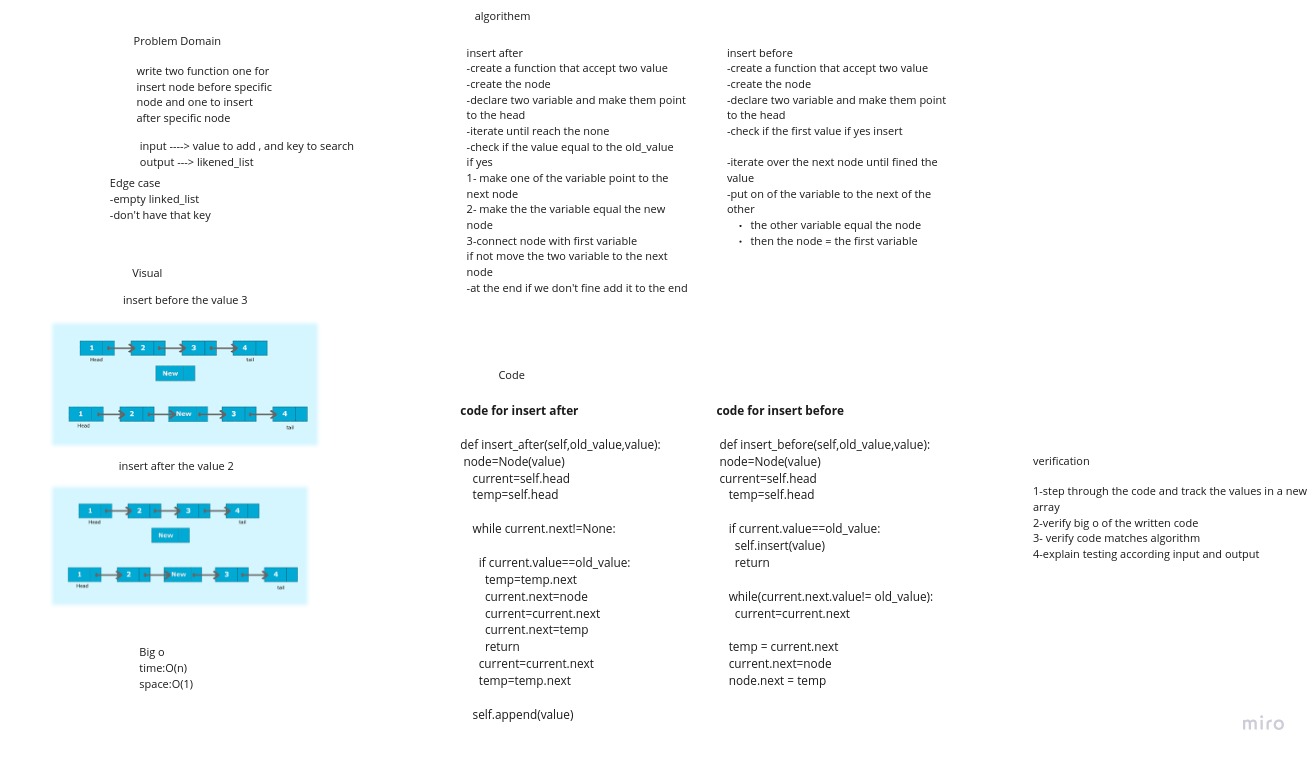 Problem Domain
write two function one for
insert node before specific
node and one to insert
after specific node
input ----> value to add , and key to search
output ---> likened_list
Edge case
-empty linked_list
-don't have that key
Visual
insert before the value 3
1 2 3 4
Head tail
New
1 2 New 3 4
Head tail
insert after the value 2
1 2 3 4
Head tail
New
1 2 New 3 4
Head tail
Big o
time:O(n)
space:O(1)
algorithem
insert after
-create a function that accept two value
-create the node
-declare two variable and make them point
to the head
-iterate until reach the none
-check if the value equal to the old_value
if yes
1- make one of the variable point to the
next node
2- make the the variable equal the new
node
3-connect node with first variable
if not move the two variable to the next
node
-at the end if we don't fine add it to the end
insert before
-create a function that accept two value
-create the node
-declare two variable and make them point
to the head
-check if the first value if yes insert
-iterate over the next node until fined the
value
-put on of the variable to the next of the
other
• the other variable equal the node
• then the node = the first variable
Code
code for insert after
def insert_after(self,old_value,value):
node=Node(value)
current=self.head
temp=self.head
while current.next!=None:
if current.value==old_value:
temp=temp.next
current.next=node
current=current.next
current.next=temp
return
current=current.next
temp=temp.next
self.append(value)
code for insert before
def insert_before(self,old_value,value):
node=Node(value)
current=self.head
temp=self.head
if current.value==old_value:
self.insert(value)
return
while(current.next.value!= old_value):
current=current.next
temp = current.next
current.next=node
node.next = temp
verification
1-step through the code and track the values in a new
array
2-verify big o of the written code
3- verify code matches algorithm
4-explain testing according input and output
miro